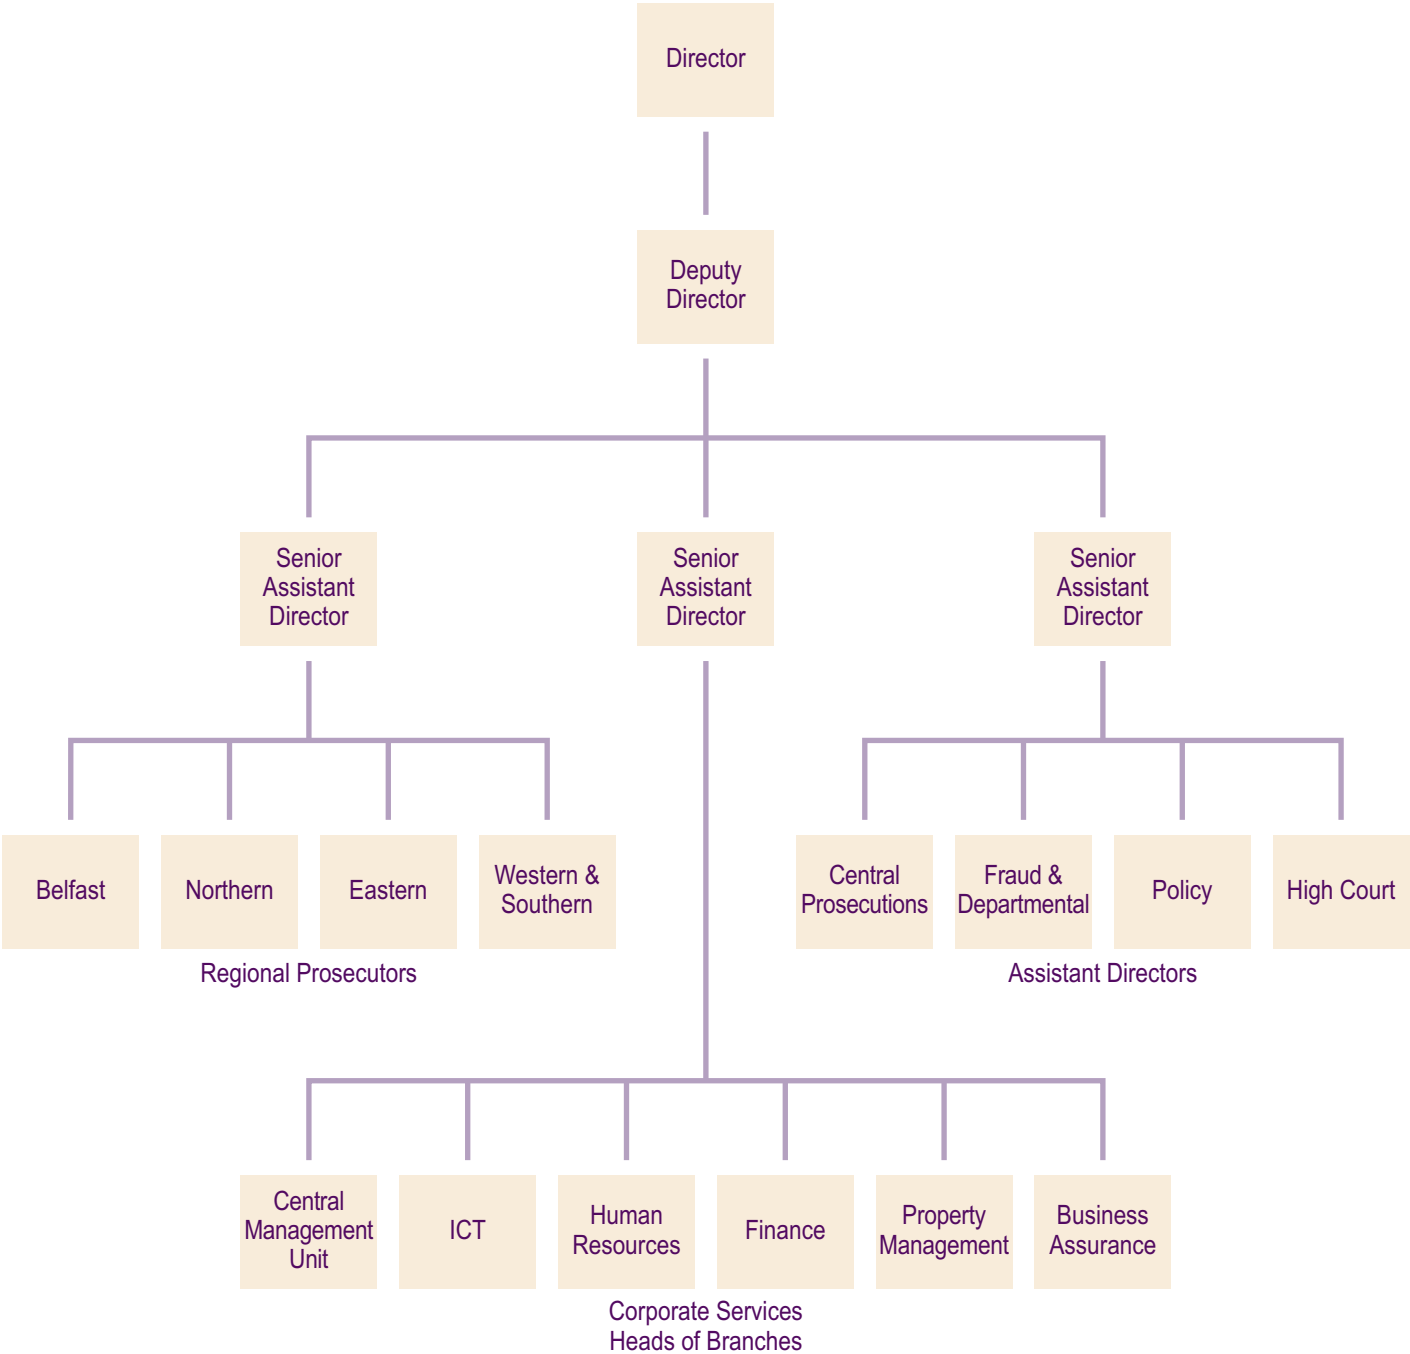 Director
Deputy
Director
Senior
Assistant
Director
Senior
Assistant
Director
Senior
Assistant
Director
Belfast
Northern
Eastern
Western &
Southern
Regional Prosecutors
Central
Prosecutions
Fraud &
Departmental
Policy
High Court
Assistant Directors
Central
Management
Unit
ICT
Human
Resources
Finance
Property
Management
Business
Assurance
Corporate Services
Heads of Branches